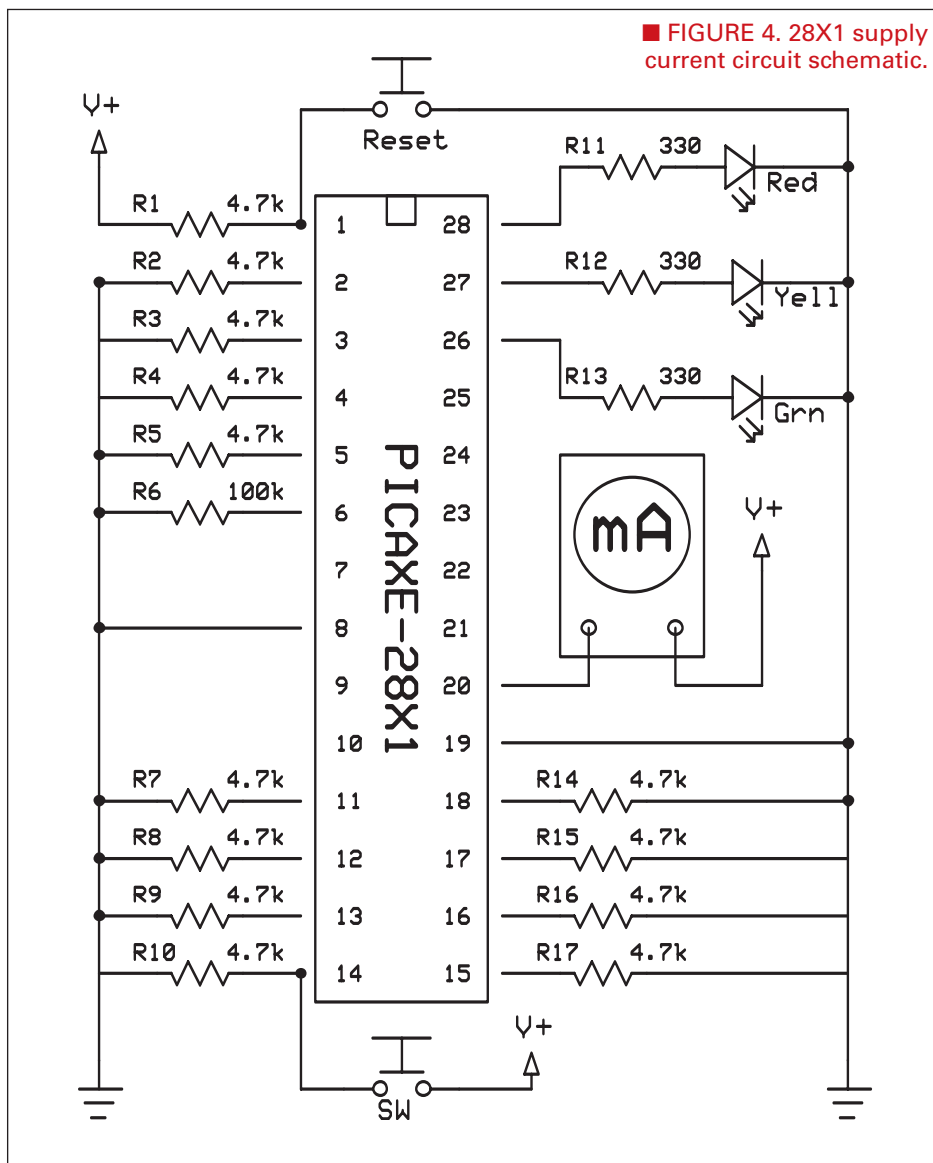 ■ FIGURE 4. 28X1 supply
current circuit schematic.
V+
Reset
R11 330
Red
R1 4.7k
1 28
R2 4.7k
2 27
R12 330
Yell
R3 4.7k
3 26
R4 4.7k
4 25
R13 330
Grn
R5 4.7k
5 24
R6 100k
6 23
mA
V+
7 22
8 21
9 20
10 19
PICAXE-28X1
R7 4.7k
11 18
R14 4.7k
R8 4.7k
12 17
R15 4.7k
R9 4.7k
13 16
R16 4.7k
R10 4.7k
14 15
R17 4.7k
V+
SW